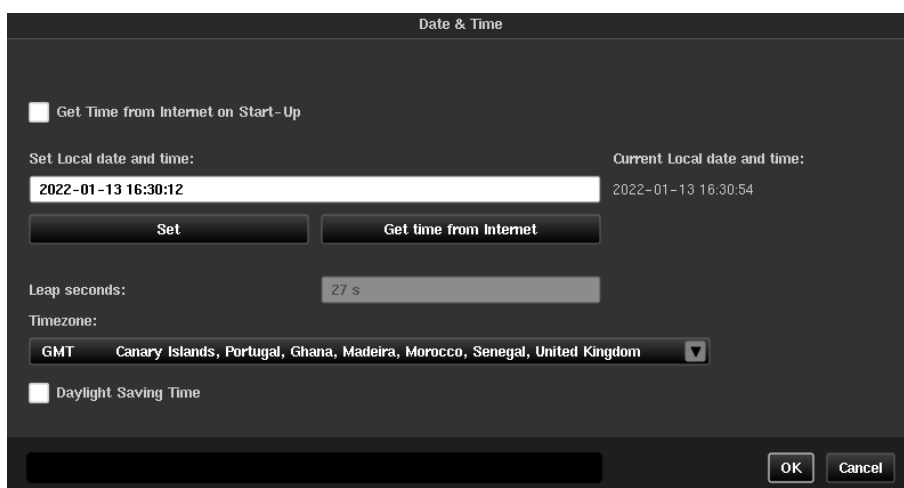 Date & Time
Get Time from Internet on Start-Up
Set Local date and time:
Current Local date and time:
2022-01-13 16:30:12
2022-01-13 16:30:54
Set
Get time from Internet
Leap seconds:
27 s
Timezone:
GMT Canary Islands, Portugal, Ghana, Madeira, Morocco, Senegal, United Kingdom
Daylight Saving Time
OK
Cancel